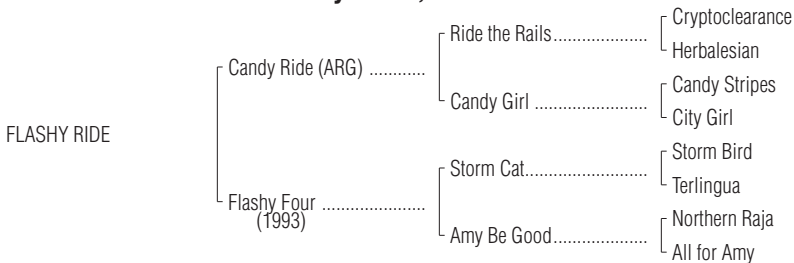 Cryptoclearance
Ride the Rails....................
Herbalesian
Candy Ride (ARG) ............
Candy Stripes
Candy Girl ........................
City Girl
FLASHY RIDE
Storm Bird
Storm Cat..........................
Terlingua
Flashy Four ......................
(1993)
Northern Raja
Amy Be Good....................
All for Amy